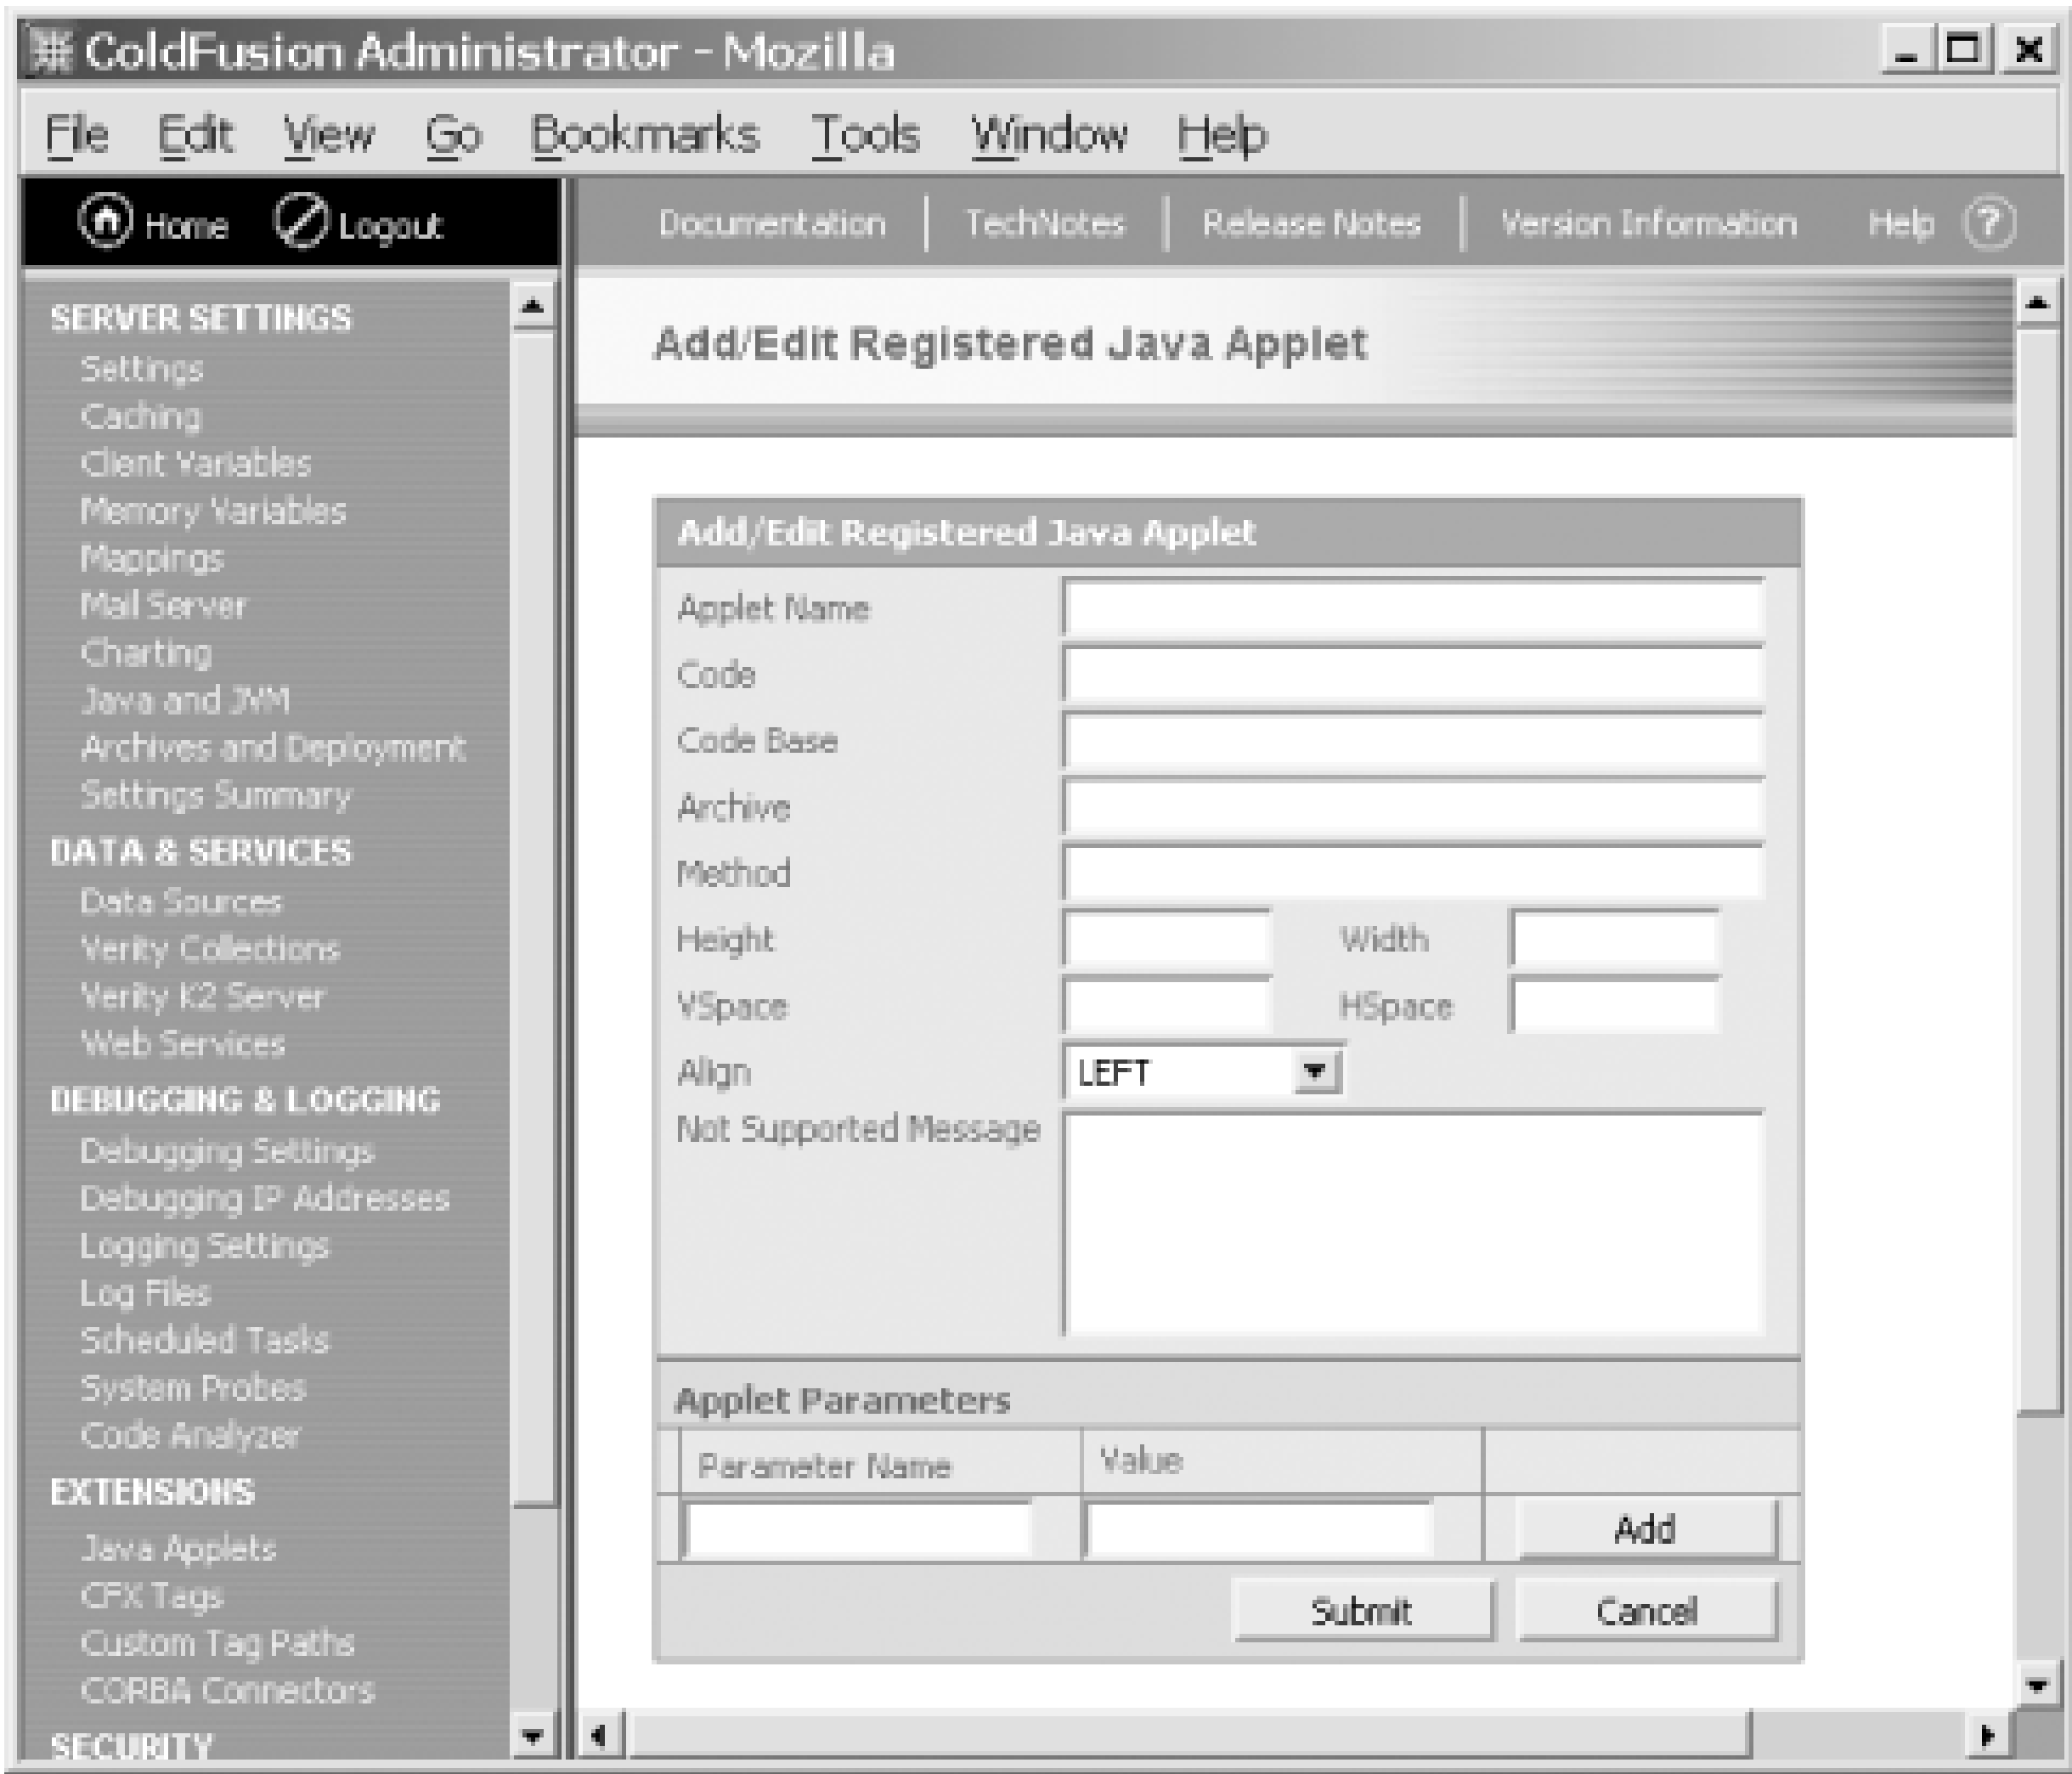 ColdFusion Administrator - Mozilla
File Edit View Go Bookmarks Tools Window Help
Home Logout
Documentation TechNotes Release Notes Version Information Help ?
SERVER SETTINGS
Settings
Caching
Client Variables
Memory Variables
Mappings
Mail Server
Charting
Java and JVM
Archives and Deployment
Settings Summary
DATA & SERVICES
Data Sources
Verity Collections
Verity K2 Server
Web Services
DEBUGGING & LOGGING
Debugging Settings
Debugging IP Addresses
Logging Settings
Log Files
Scheduled Tasks
System Probes
Code Analyzer
EXTENSIONS
Java Applets
CFX Tags
Custom Tag Paths
CORBA Connectors
SECURITY
Add/Edit Registered Java Applet
Add/Edit Registered Java Applet
Applet Name
Code
Code Base
Archive
Method
Height Width
VSpace HSpace
Align LEFT
Not Supported Message
Applet Parameters
Parameter Name Value
Add
Submit Cancel